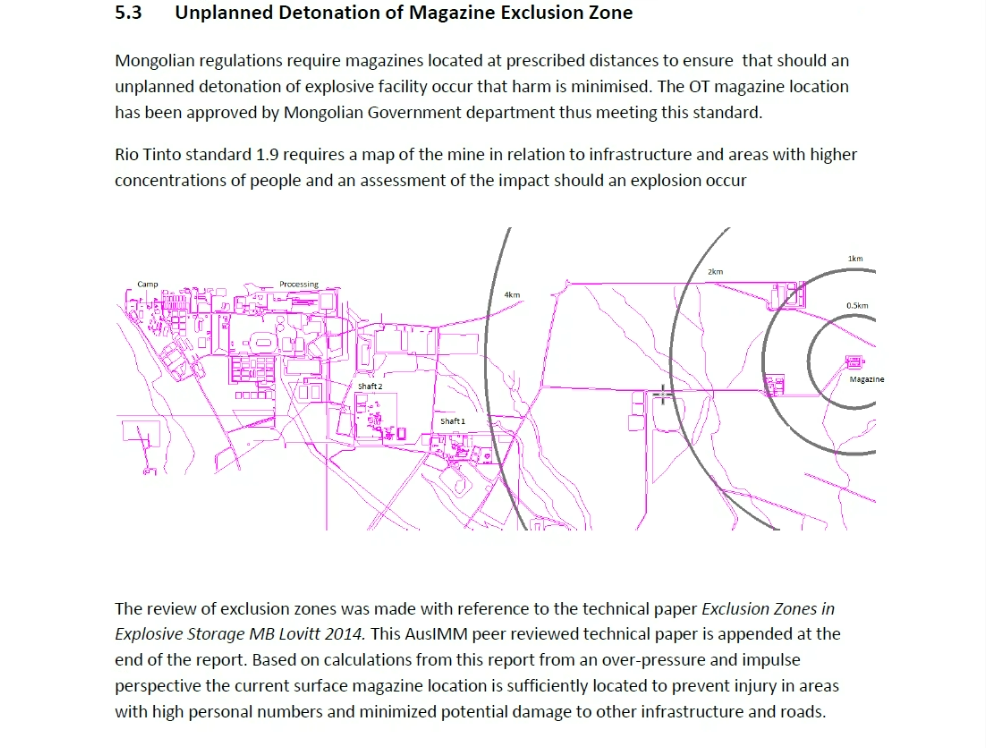 5.3 Unplanned Detonation of Magazine Exclusion Zone
Mongolian regulations require magazines located at prescribed distances to ensure that should an
unplanned detonation of explosive facility occur that harm is minimised. The OT magazine location
has been approved by Mongolian Government department thus meeting this standard.
Rio Tinto standard 1.9 requires a map of the mine in relation to infrastructure and areas with higher
concentrations of people and an assessment of the impact should an explosion occur
1km
2km
Camp
Processing
4km
0.5km
Magazine
Shaft 2
Shaft 1
The review of exclusion zones was made with reference to the technical paper Exclusion Zones in
Explosive Storage MB Lovitt 2014. This AusIMM peer reviewed technical paper is appended at the
end of the report. Based on calculations from this report from an over-pressure and impulse
perspective the current surface magazine location is sufficiently located to prevent injury in areas
with high personal numbers and minimized potential damage to other infrastructure and roads.